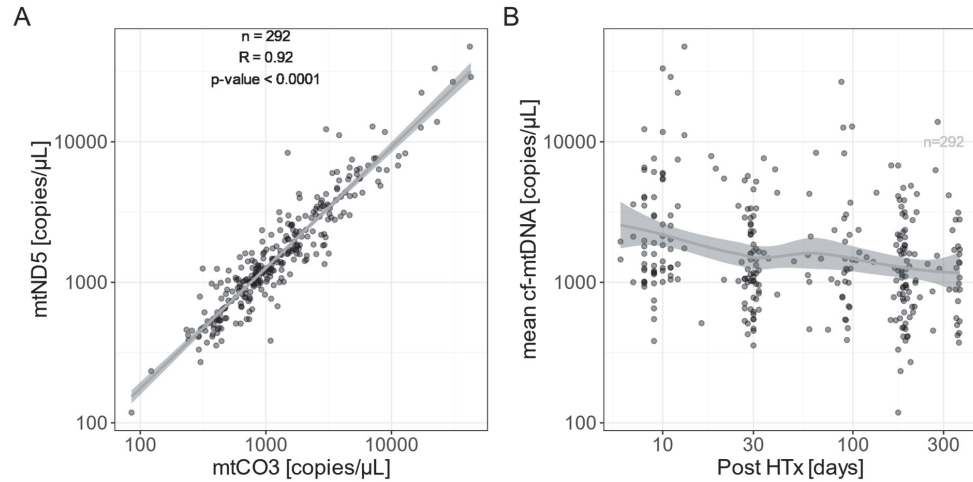 A
n = 292
R = 0.92
p-value < 0.0001
10000
1000
100
mtND5 [copies/µL]
100
1000
10000
mtCO3 [copies/µL]
B
n=292
10000
1000
100
mean cf-mtDNA [copies/µL]
10
30
100
300
Post HTx [days]